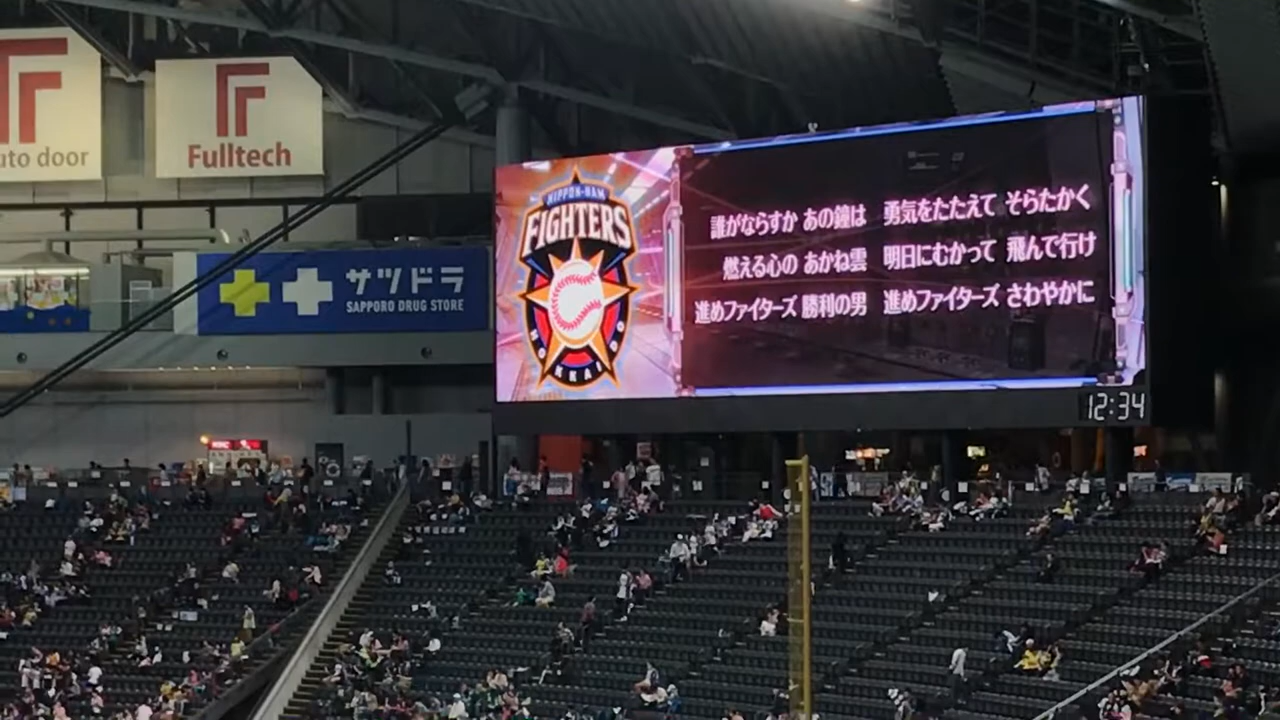 uto door
Fulltech
サツドラ
SAPPORO DRUG STORE
NIPPON-HAM
FIGHTERS
HOKKAIDO
誰がならすか あの鐘は 勇気をたたえて そらたかく
燃える心の あかね雲 明日にむかって 飛んで行け
進めファイターズ 勝利の男 進めファイターズ さわやかに
12:34